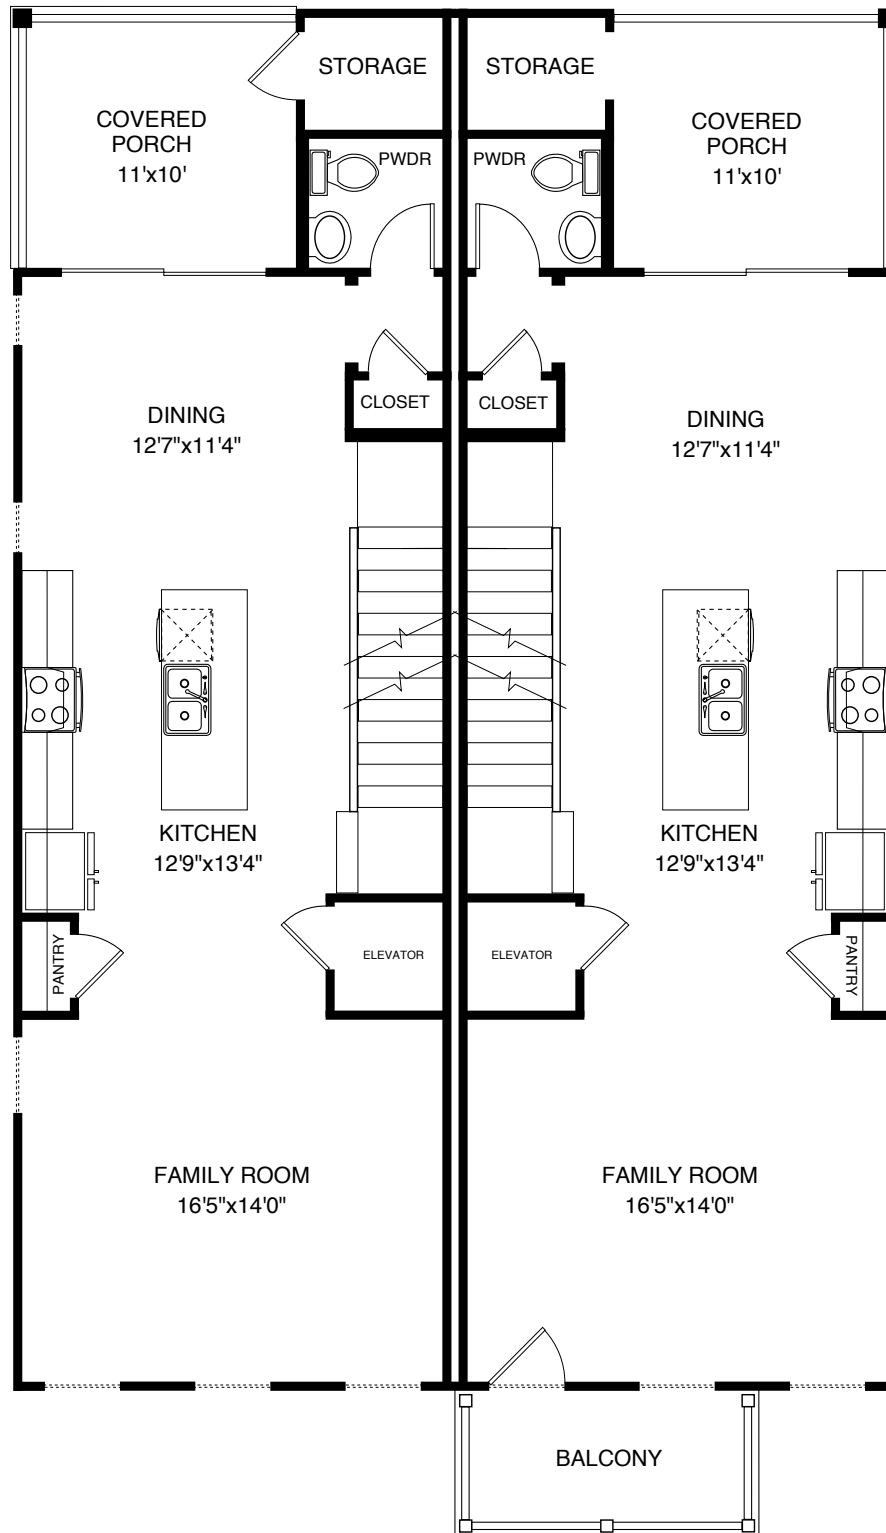 STORAGE
STORAGE
COVERED
PORCH
11'x10'
COVERED
PORCH
11'x10'
PWDR
PWDR
CLOSET
CLOSET
DINING
12'7"x11'4"
DINING
12'7"x11'4"
KITCHEN
12'9"x13'4"
KITCHEN
12'9"x13'4"
PANTRY
ELEVATOR
ELEVATOR
PANTRY
FAMILY ROOM
16'5"x14'0"
FAMILY ROOM
16'5"x14'0"
BALCONY